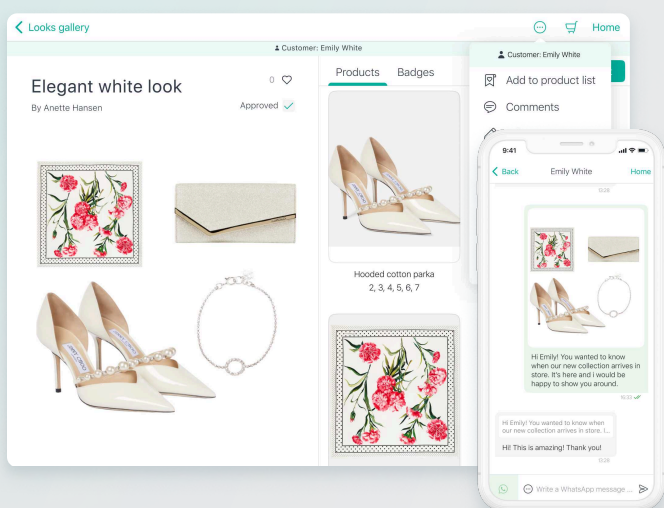 Looks gallery
Home
Customer: Emily White
Elegant white look
0
By Anette Hansen
Approved
Products
Badges
Hooded cotton parka
2, 3, 4, 5, 6, 7
Customer: Emily White
Add to product list
Comments
9:41
Back
Emily White
Home
Hi Emily! You wanted to know
when our new collection arrives in
store. It's here and i would be
happy to show you around.
16:32
Hi Emily! You wanted to know when
our new collection arrives in store. I...
HI! This is amazing! Thank you!
Write a WhatsApp message ...
JIMMY CHOO